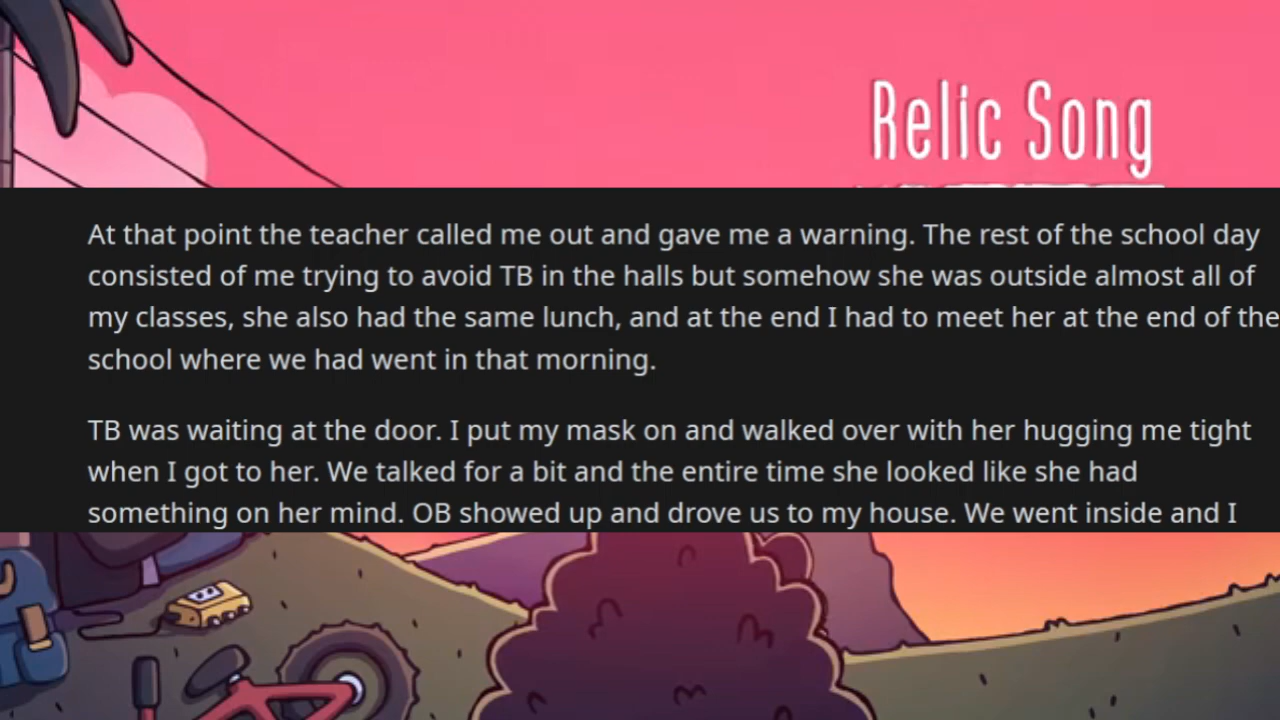 Relic Song
At that point the teacher called me out and gave me a warning. The rest of the school day
consisted of me trying to avoid TB in the halls but somehow she was outside almost all of
my classes, she also had the same lunch, and at the end I had to meet her at the end of the
school where we had went in that morning.
TB was waiting at the door. I put my mask on and walked over with her hugging me tight
when I got to her. We talked for a bit and the entire time she looked like she had
something on her mind. OB showed up and drove us to my house. We went inside and I